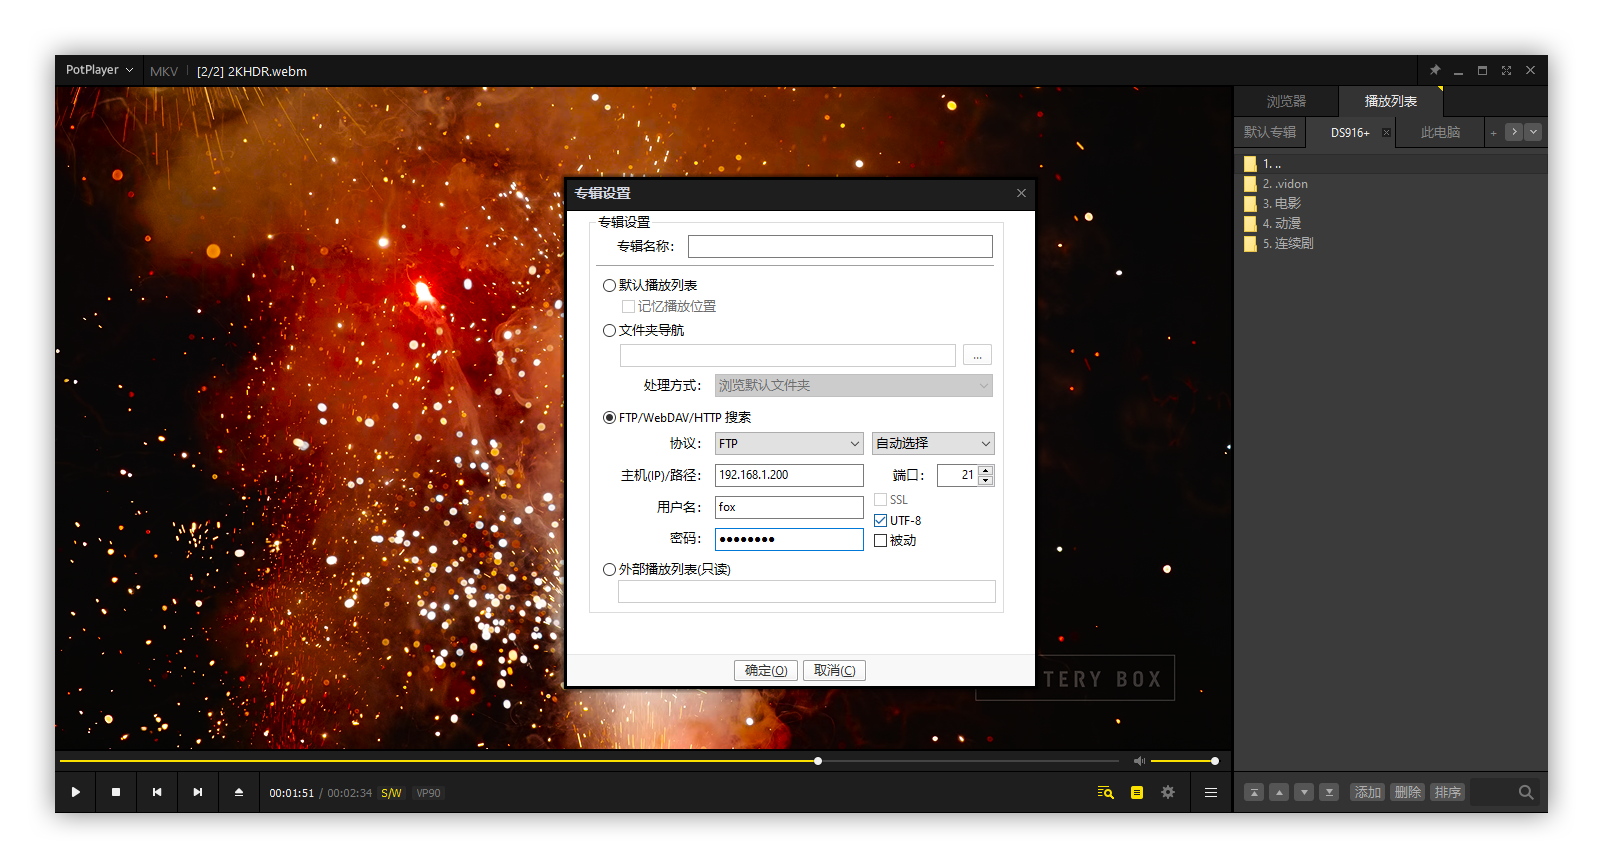 PotPlayer
MKV
[2/2] 2KHDR.webm
浏览器
播放列表
默认专辑
DS916+
此电脑
+
1. ..
2. .vidon
3. 电影
4. 动漫
5. 连续剧
专辑设置
专辑设置
专辑名称:
默认播放列表
记忆播放位置
文件夹导航
...
处理方式:
浏览默认文件夹
FTP/WebDAV/HTTP 搜索
协议:
FTP
自动选择
主机(IP)/路径:
192.168.1.200
端口:
21
用户名:
fox
SSL
UTF-8
密码:
●●●●●●●●
被动
外部播放列表(只读)
确定(O)
取消(C)
TERY BOX
00:01:51 / 00:02:34
S/W
VP90
添加
删除
排序